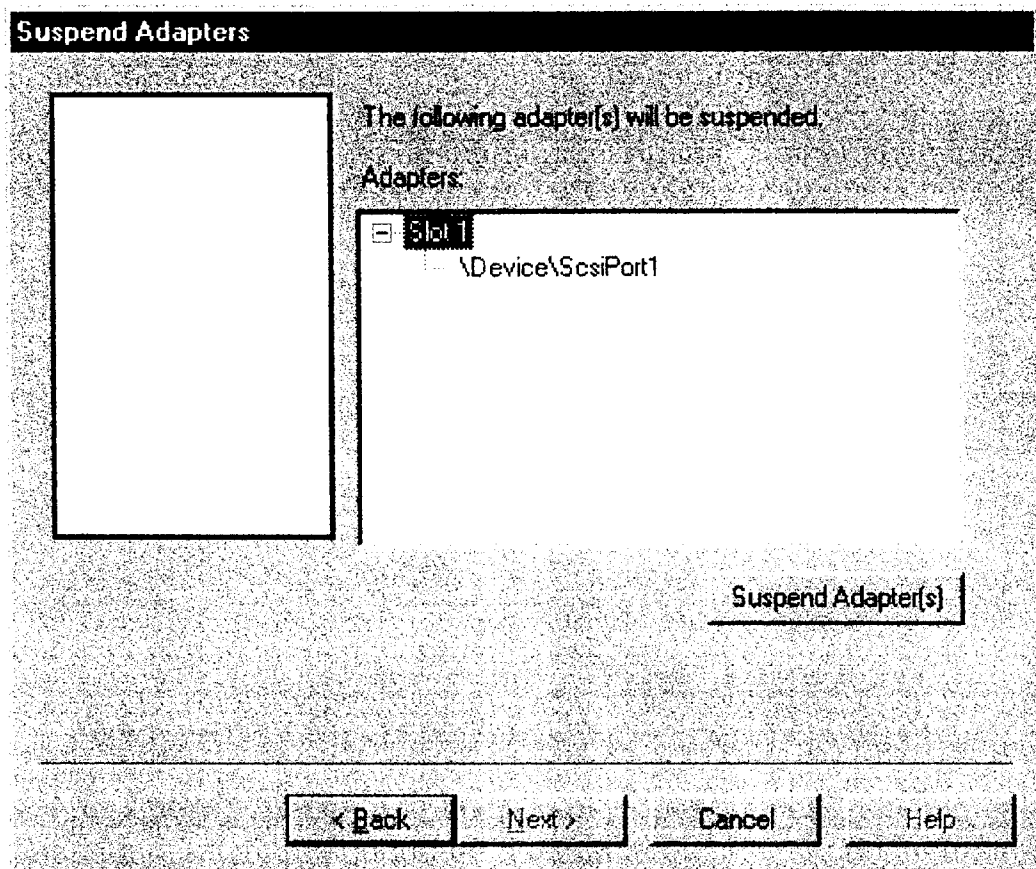 Suspend Adapters
The following adapter(s) will be suspended.
Adapters:
Slot 1
\Device\ScsiPort1
Suspend Adapter(s)
< Back Next > Cancel Help